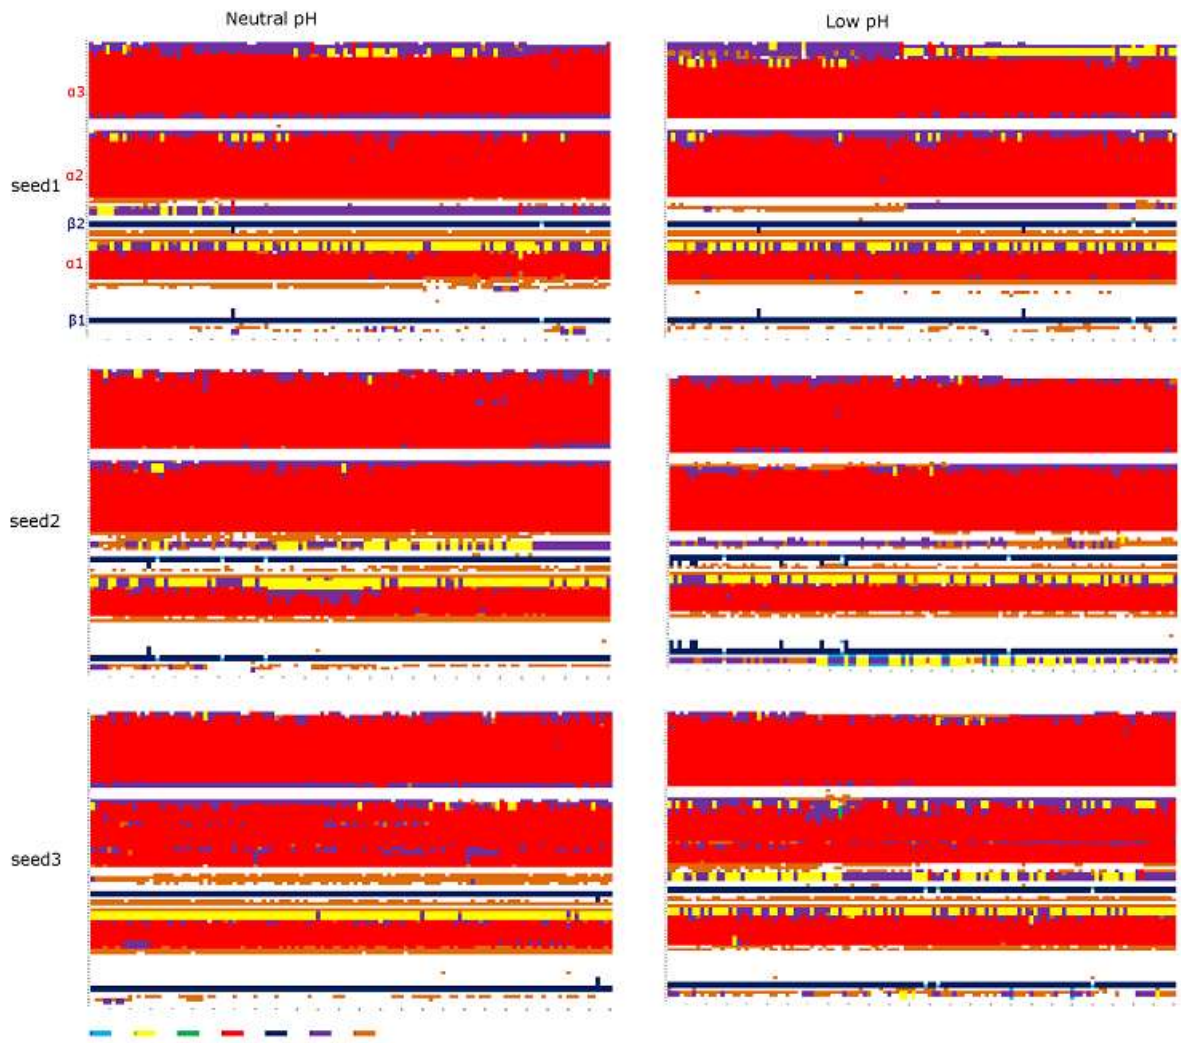 Neutral pH Low pH
α3
seed1 α2
β2
α1
β1
seed2
seed3